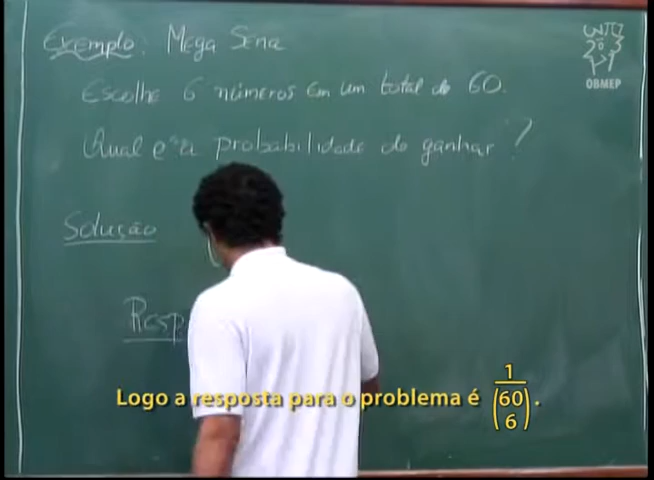 Exemplo: Mega Sena
OBMEP
Escolhe 6 números em um total de 60.
Qual é a probabilidade de ganhar?
Solução
Resp
Logo a resposta para o problema é 1/(60 6).